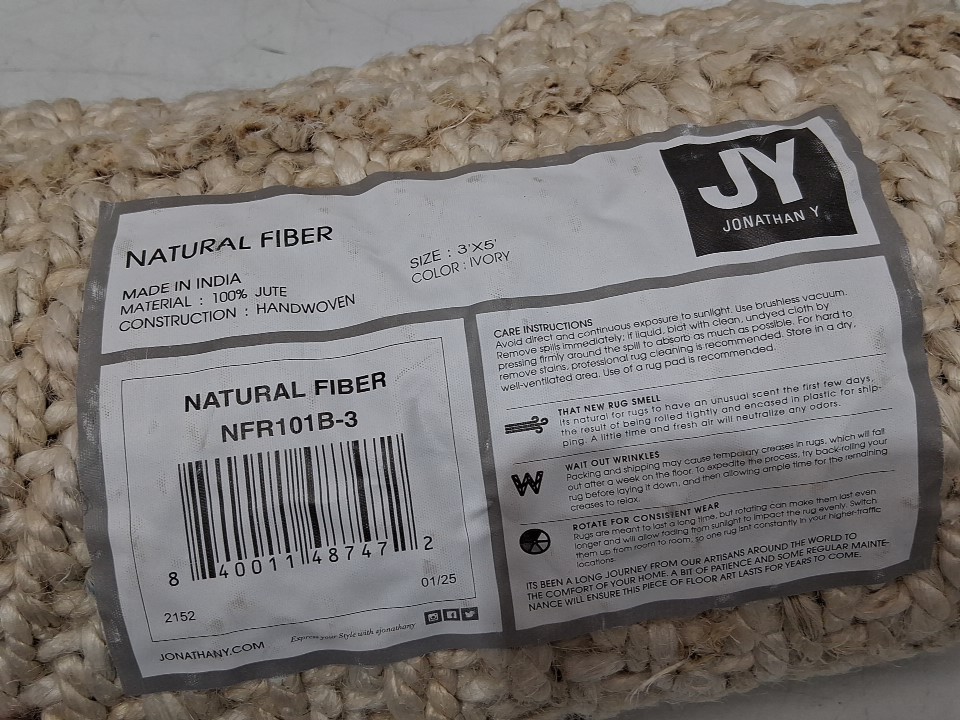 JY
JONATHAN Y
NATURAL FIBER
MADE IN INDIA
MATERIAL : 100% JUTE
CONSTRUCTION : HANDWOVEN
SIZE : 3'X5'
COLOR : IVORY
NATURAL FIBER
NFR101B-3
8 40011 48747 2
2152
01/25
JONATHANY.COM
Express your Style with ejonathany
CARE INSTRUCTIONS
Avoid direct and continuous exposure to sunlight. Use brushless vacuum.
Remove spills immediately; if liquid, blot with clean, undyed cloth by
pressing firmly around the spill to absorb as much as possible. For hard to
remove stains, professional rug cleaning is recommended. Store in a dry,
well-ventilated area. Use of a rug pad is recommended.
THAT NEW RUG SMELL
Its natural for rugs to have an unusual scent the first few days,
the result of being rolled tightly and encased in plastic for ship-
ping. A little time and fresh air will neutralize any odors.
W
WAIT OUT WRINKLES
Packing and shipping may cause temporary creases in rugs, which will fall
out after a week on the floor. To expedite the process, try back-rolling your
rug before laying it down, and then allowing ample time for the remaining
creases to relax.
ROTATE FOR CONSISTENT WEAR
Rugs are meant to last a long time, but rotating can make them last even
longer and will allow fading from sunlight to impact the rug evenly. Switch
them up from room to room, so one rug isnt constantly in your higher-traffic
locations.
ITS BEEN A LONG JOURNEY FROM OUR ARTISANS AROUND THE WORLD TO
THE COMFORT OF YOUR HOME. A BIT OF PATIENCE AND SOME REGULAR MAINTE-
NANCE WILL ENSURE THIS PIECE OF FLOOR ART LASTS FOR YEARS TO COME.